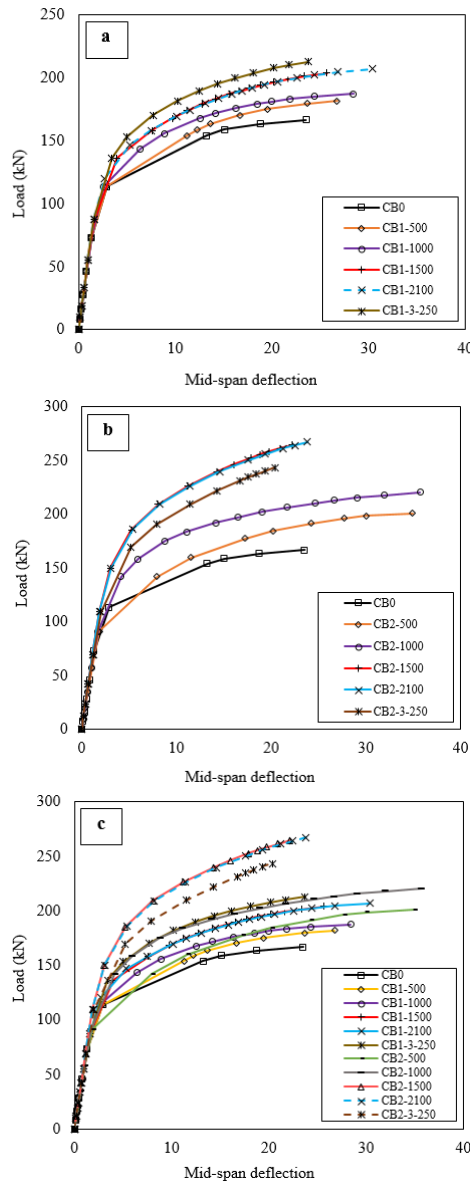 a
250
200
150
100
50
0
Load (kN)
0 10 20 30 40
Mid-span deflection
CB0
CB1-500
CB1-1000
CB1-1500
CB1-2100
CB1-3-250
b
300
250
200
150
100
50
0
Load (kN)
0 10 20 30 40
Mid-span deflection
CB0
CB2-500
CB2-1000
CB2-1500
CB2-2100
CB2-3-250
c
300
250
200
150
100
50
0
Load (kN)
0 10 20 30 40
Mid-span deflection
CB0
CB1-500
CB1-1000
CB1-1500
CB1-2100
CB1-3-250
CB2-500
CB2-1000
CB2-1500
CB2-2100
CB2-3-250